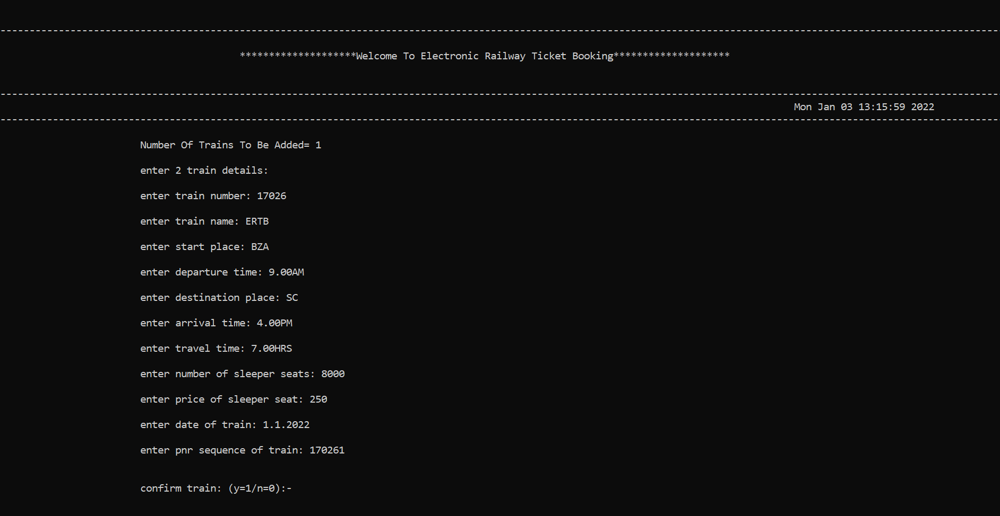 --------------------------------------------------------------------------------------------------------------------------------------------------------------------------
********************Welcome To Electronic Railway Ticket Booking********************
--------------------------------------------------------------------------------------------------------------------------------------------------------------------------
Mon Jan 03 13:15:59 2022
--------------------------------------------------------------------------------------------------------------------------------------------------------------------------
Number Of Trains To Be Added= 1
enter 2 train details:
enter train number: 17026
enter train name: ERTB
enter start place: BZA
enter departure time: 9.00AM
enter destination place: SC
enter arrival time: 4.00PM
enter travel time: 7.00HRS
enter number of sleeper seats: 8000
enter price of sleeper seat: 250
enter date of train: 1.1.2022
enter pnr sequence of train: 170261
confirm train: (y=1/n=0):-